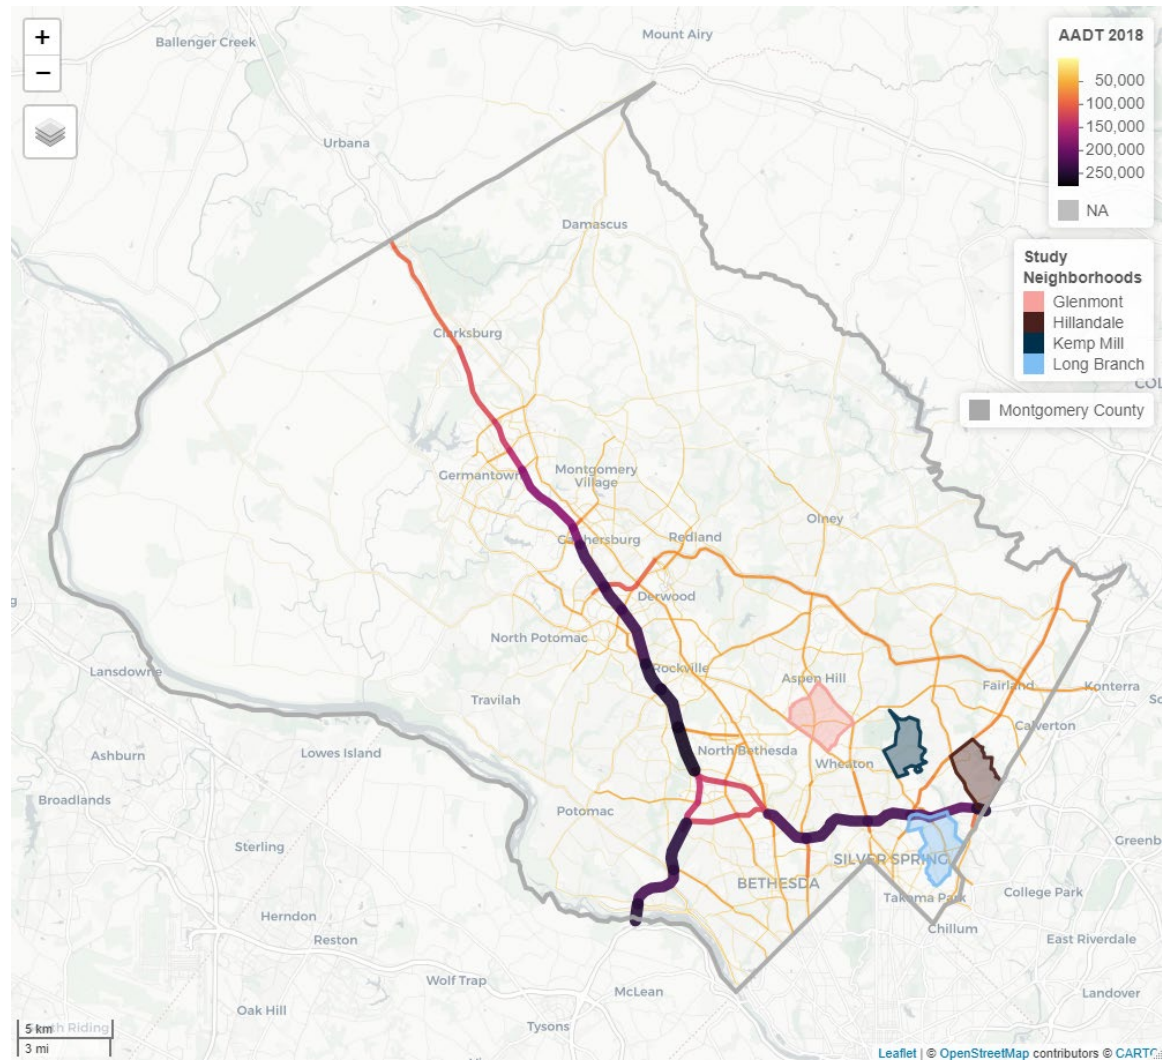 +
−
Ballenger Creek
Mount Airy
Urbana
Damascus
Clarksburg
Germantown
Montgomery
Village
Gaithersburg
Redland
Olney
Derwood
North Potomac
Rockville
Travilah
Aspen Hill
Fairland
Konterra
Calverton
Lansdowne
Ashburn
Lowes Island
North Bethesda
Wheaton
Broadlands
Potomac
Sterling
SILVER SPRING
BETHESDA
Takoma Park
College Park
Chillum
Herndon
Reston
East Riverdale
Wolf Trap
McLean
Landover
Oak Hill
Tysons
Riding
5 km
3 mi
AADT 2018
50,000
100,000
150,000
200,000
250,000
NA
Study
Neighborhoods
Glenmont
Hillandale
Kemp Mill
Long Branch
Montgomery County
Leaflet | © OpenStreetMap contributors © CARTO